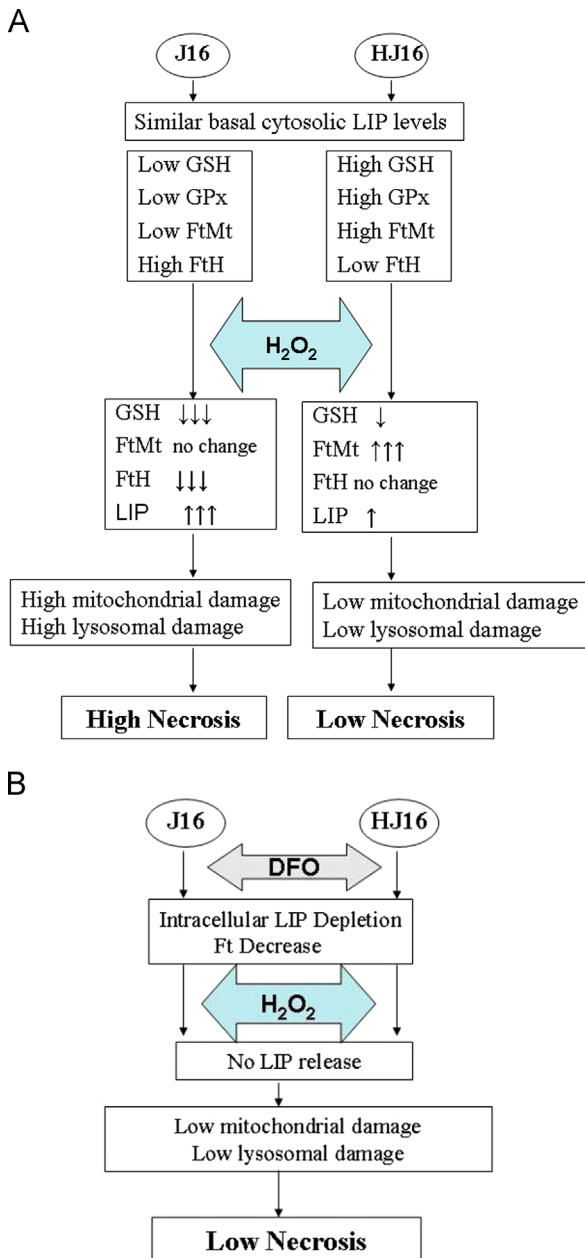 A
J16
HJ16
Similar basal cytosolic LIP levels
Low GSH
Low GPx
Low FtMt
High FtH
High GSH
High GPx
High FtMt
Low FtH
H₂O₂
GSH ↓↓↓
FtMt no change
FtH ↓↓↓
LIP ↑↑↑
GSH ↓
FtMt ↑↑↑
FtH no change
LIP ↑
High mitochondrial damage
High lysosomal damage
Low mitochondrial damage
Low lysosomal damage
High Necrosis
Low Necrosis
B
J16
HJ16
DFO
Intracellular LIP Depletion
Ft Decrease
H₂O₂
No LIP release
Low mitochondrial damage
Low lysosomal damage
Low Necrosis